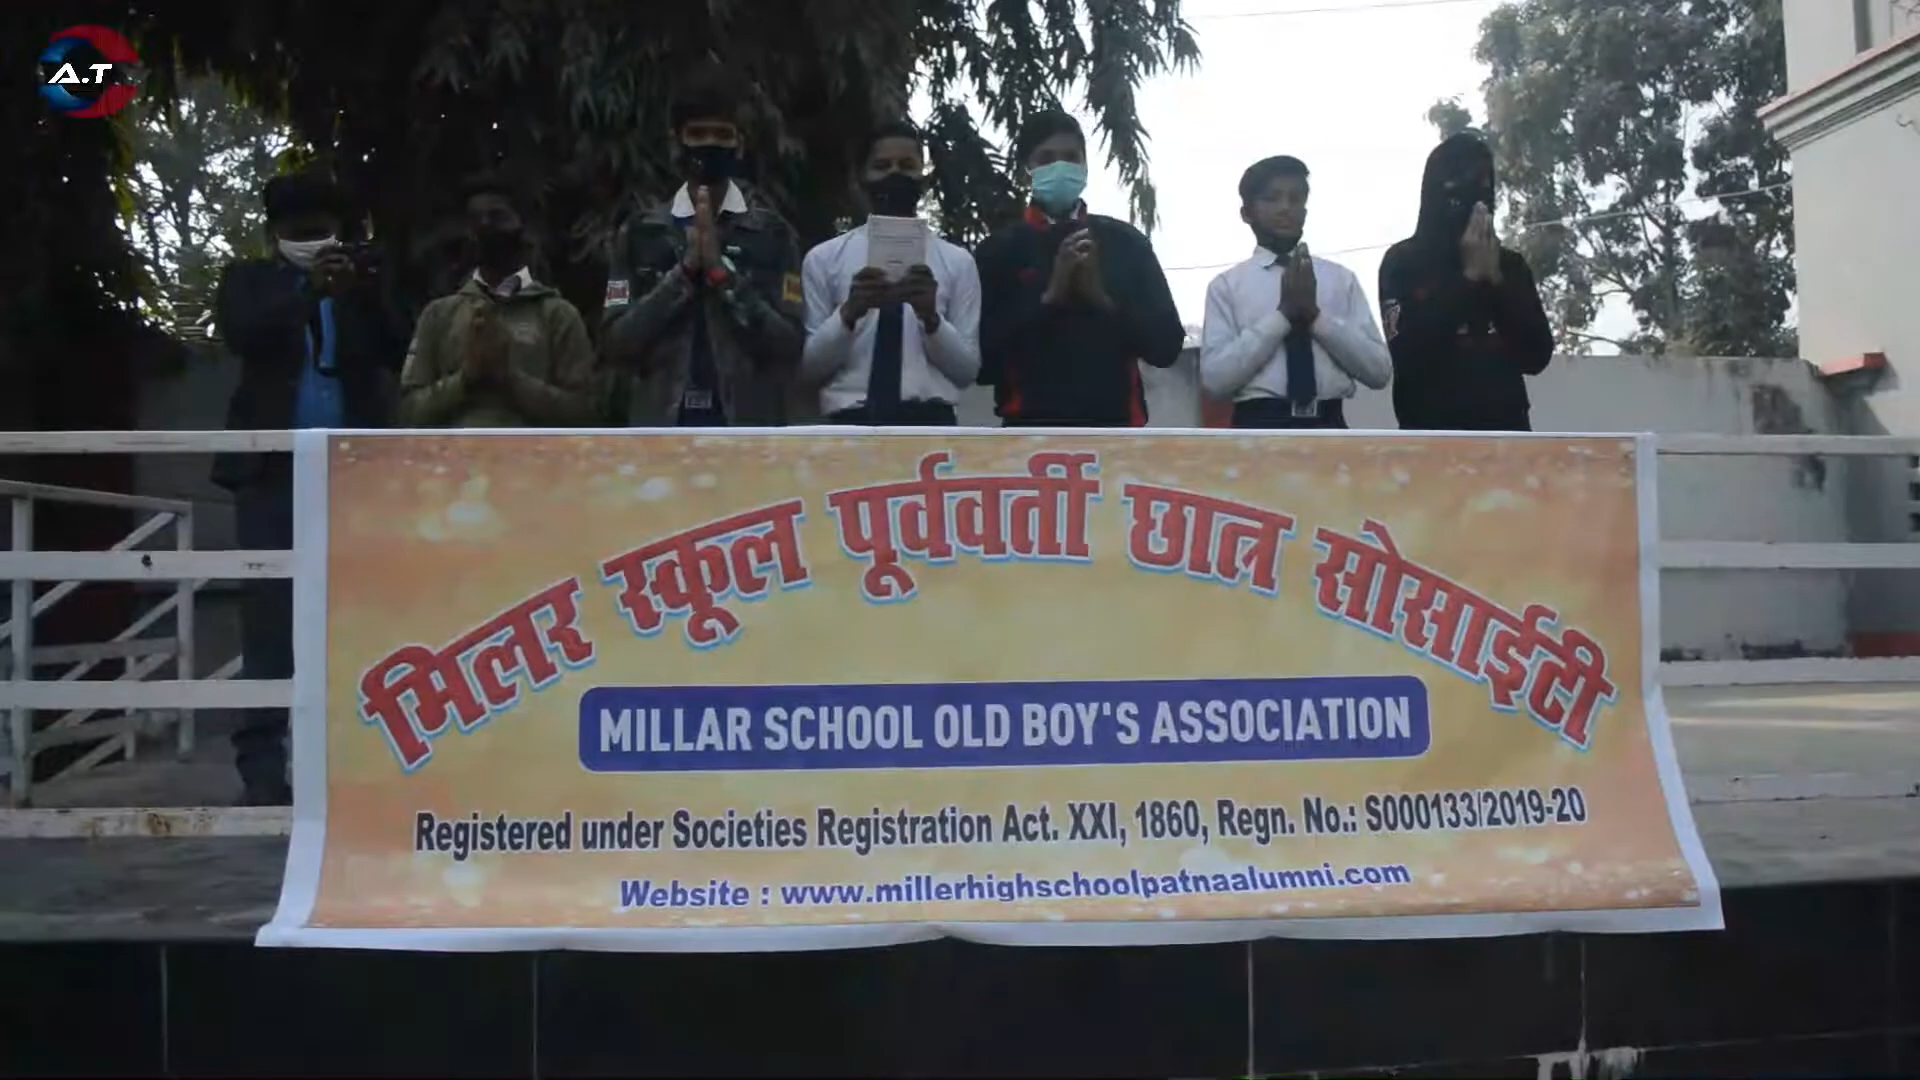 A.T
मिलर स्कूल पूर्ववर्ती छात्र सोसाईटी
MILLAR SCHOOL OLD BOY'S ASSOCIATION
Registered under Societies Registration Act. XXI, 1860, Regn. No.: S000133/2019-20
Website : www.millerhighschoolpatnaalumni.com